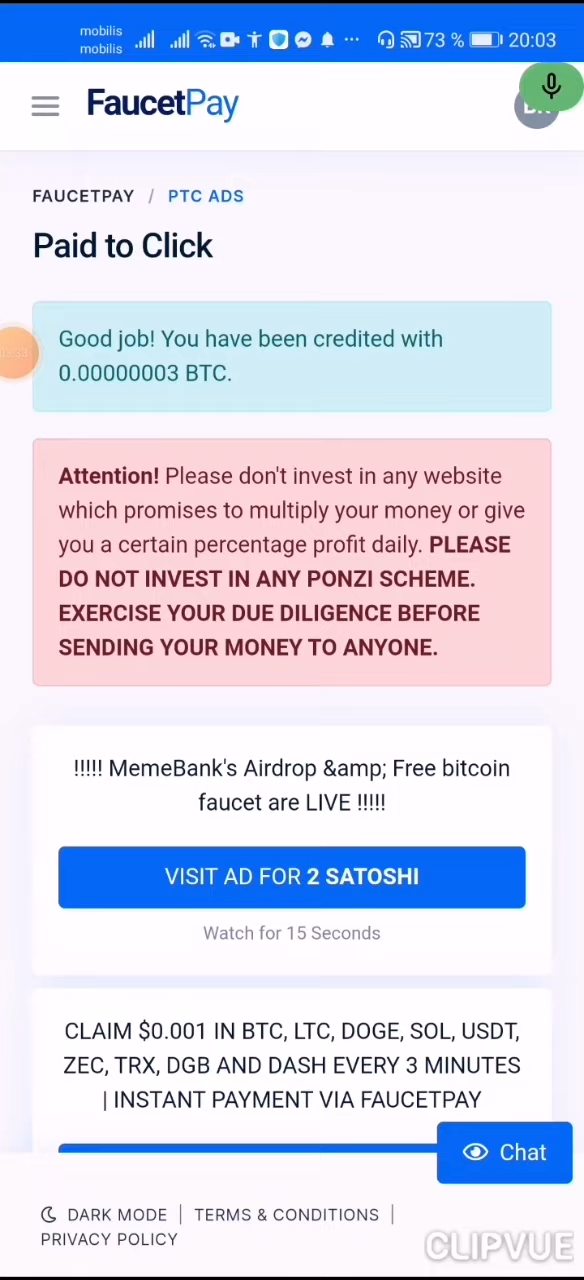 mobilis
mobilis
73 %
20:03
FaucetPay
FAUCETPAY / PTC ADS
Paid to Click
Good job! You have been credited with
0.00000003 BTC.
Attention! Please don't invest in any website
which promises to multiply your money or give
you a certain percentage profit daily. PLEASE
DO NOT INVEST IN ANY PONZI SCHEME.
EXERCISE YOUR DUE DILIGENCE BEFORE
SENDING YOUR MONEY TO ANYONE.
!!!!! MemeBank's Airdrop &amp; Free bitcoin
faucet are LIVE !!!!!
VISIT AD FOR 2 SATOSHI
Watch for 15 Seconds
CLAIM $0.001 IN BTC, LTC, DOGE, SOL, USDT,
ZEC, TRX, DGB AND DASH EVERY 3 MINUTES
| INSTANT PAYMENT VIA FAUCETPAY
Chat
DARK MODE | TERMS & CONDITIONS |
PRIVACY POLICY
CLIPVUE